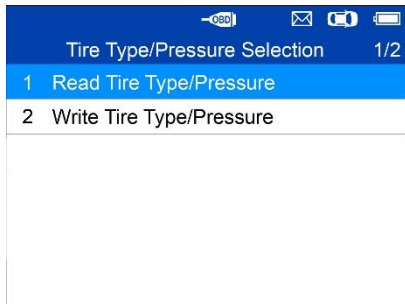 OBD
Tire Type/Pressure Selection 1/2
1 Read Tire Type/Pressure
2 Write Tire Type/Pressure